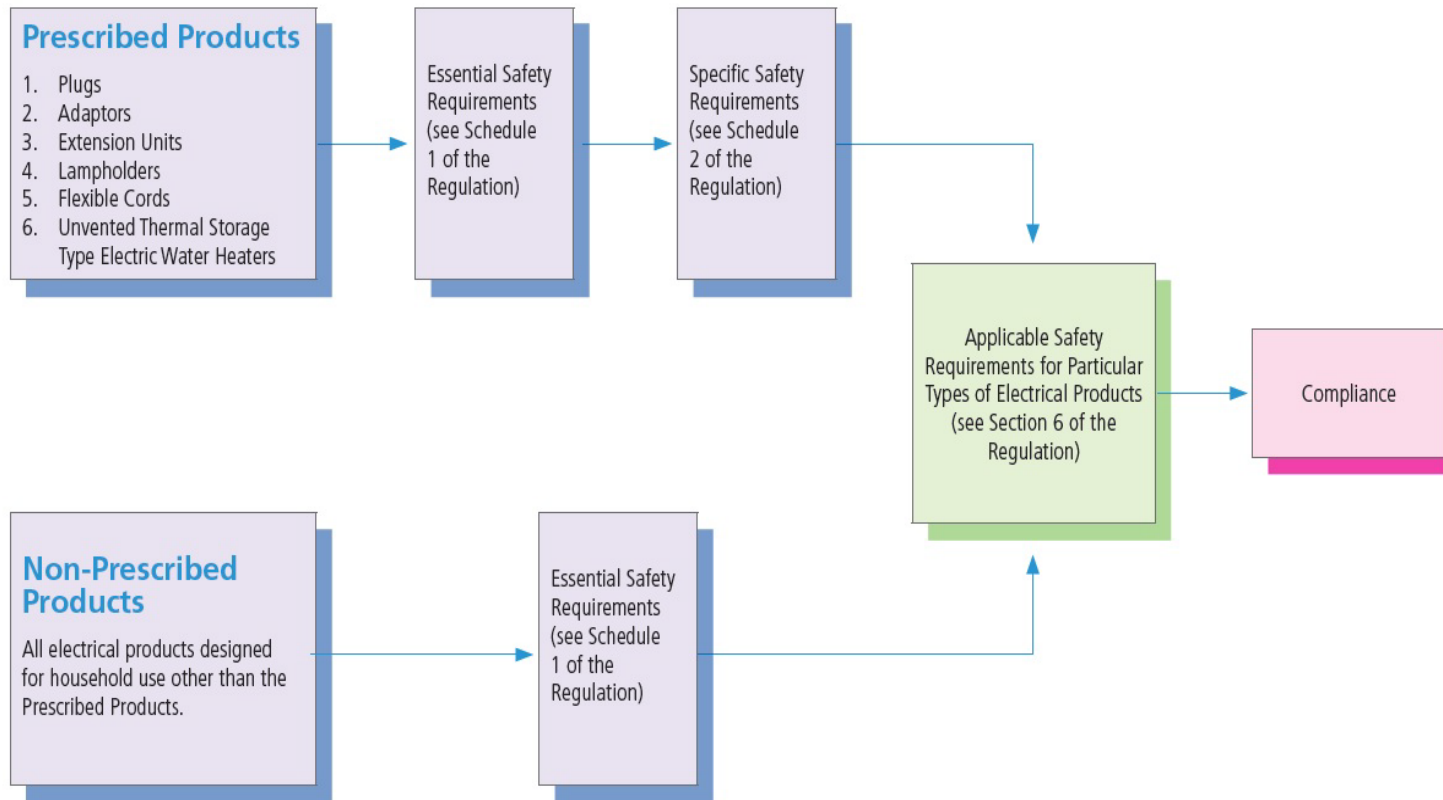 Prescribed Products
1. Plugs
2. Adaptors
3. Extension Units
4. Lampholders
5. Flexible Cords
6. Unvented Thermal Storage
Type Electric Water Heaters
Essential Safety
Requirements
(see Schedule
1 of the
Regulation)
Specific Safety
Requirements
(see Schedule
2 of the
Regulation)
Applicable Safety
Requirements for Particular
Types of Electrical Products
(see Section 6 of the
Regulation)
Compliance
Non-Prescribed
Products
All electrical products designed
for household use other than the
Prescribed Products.
Essential Safety
Requirements
(see Schedule
1 of the
Regulation)